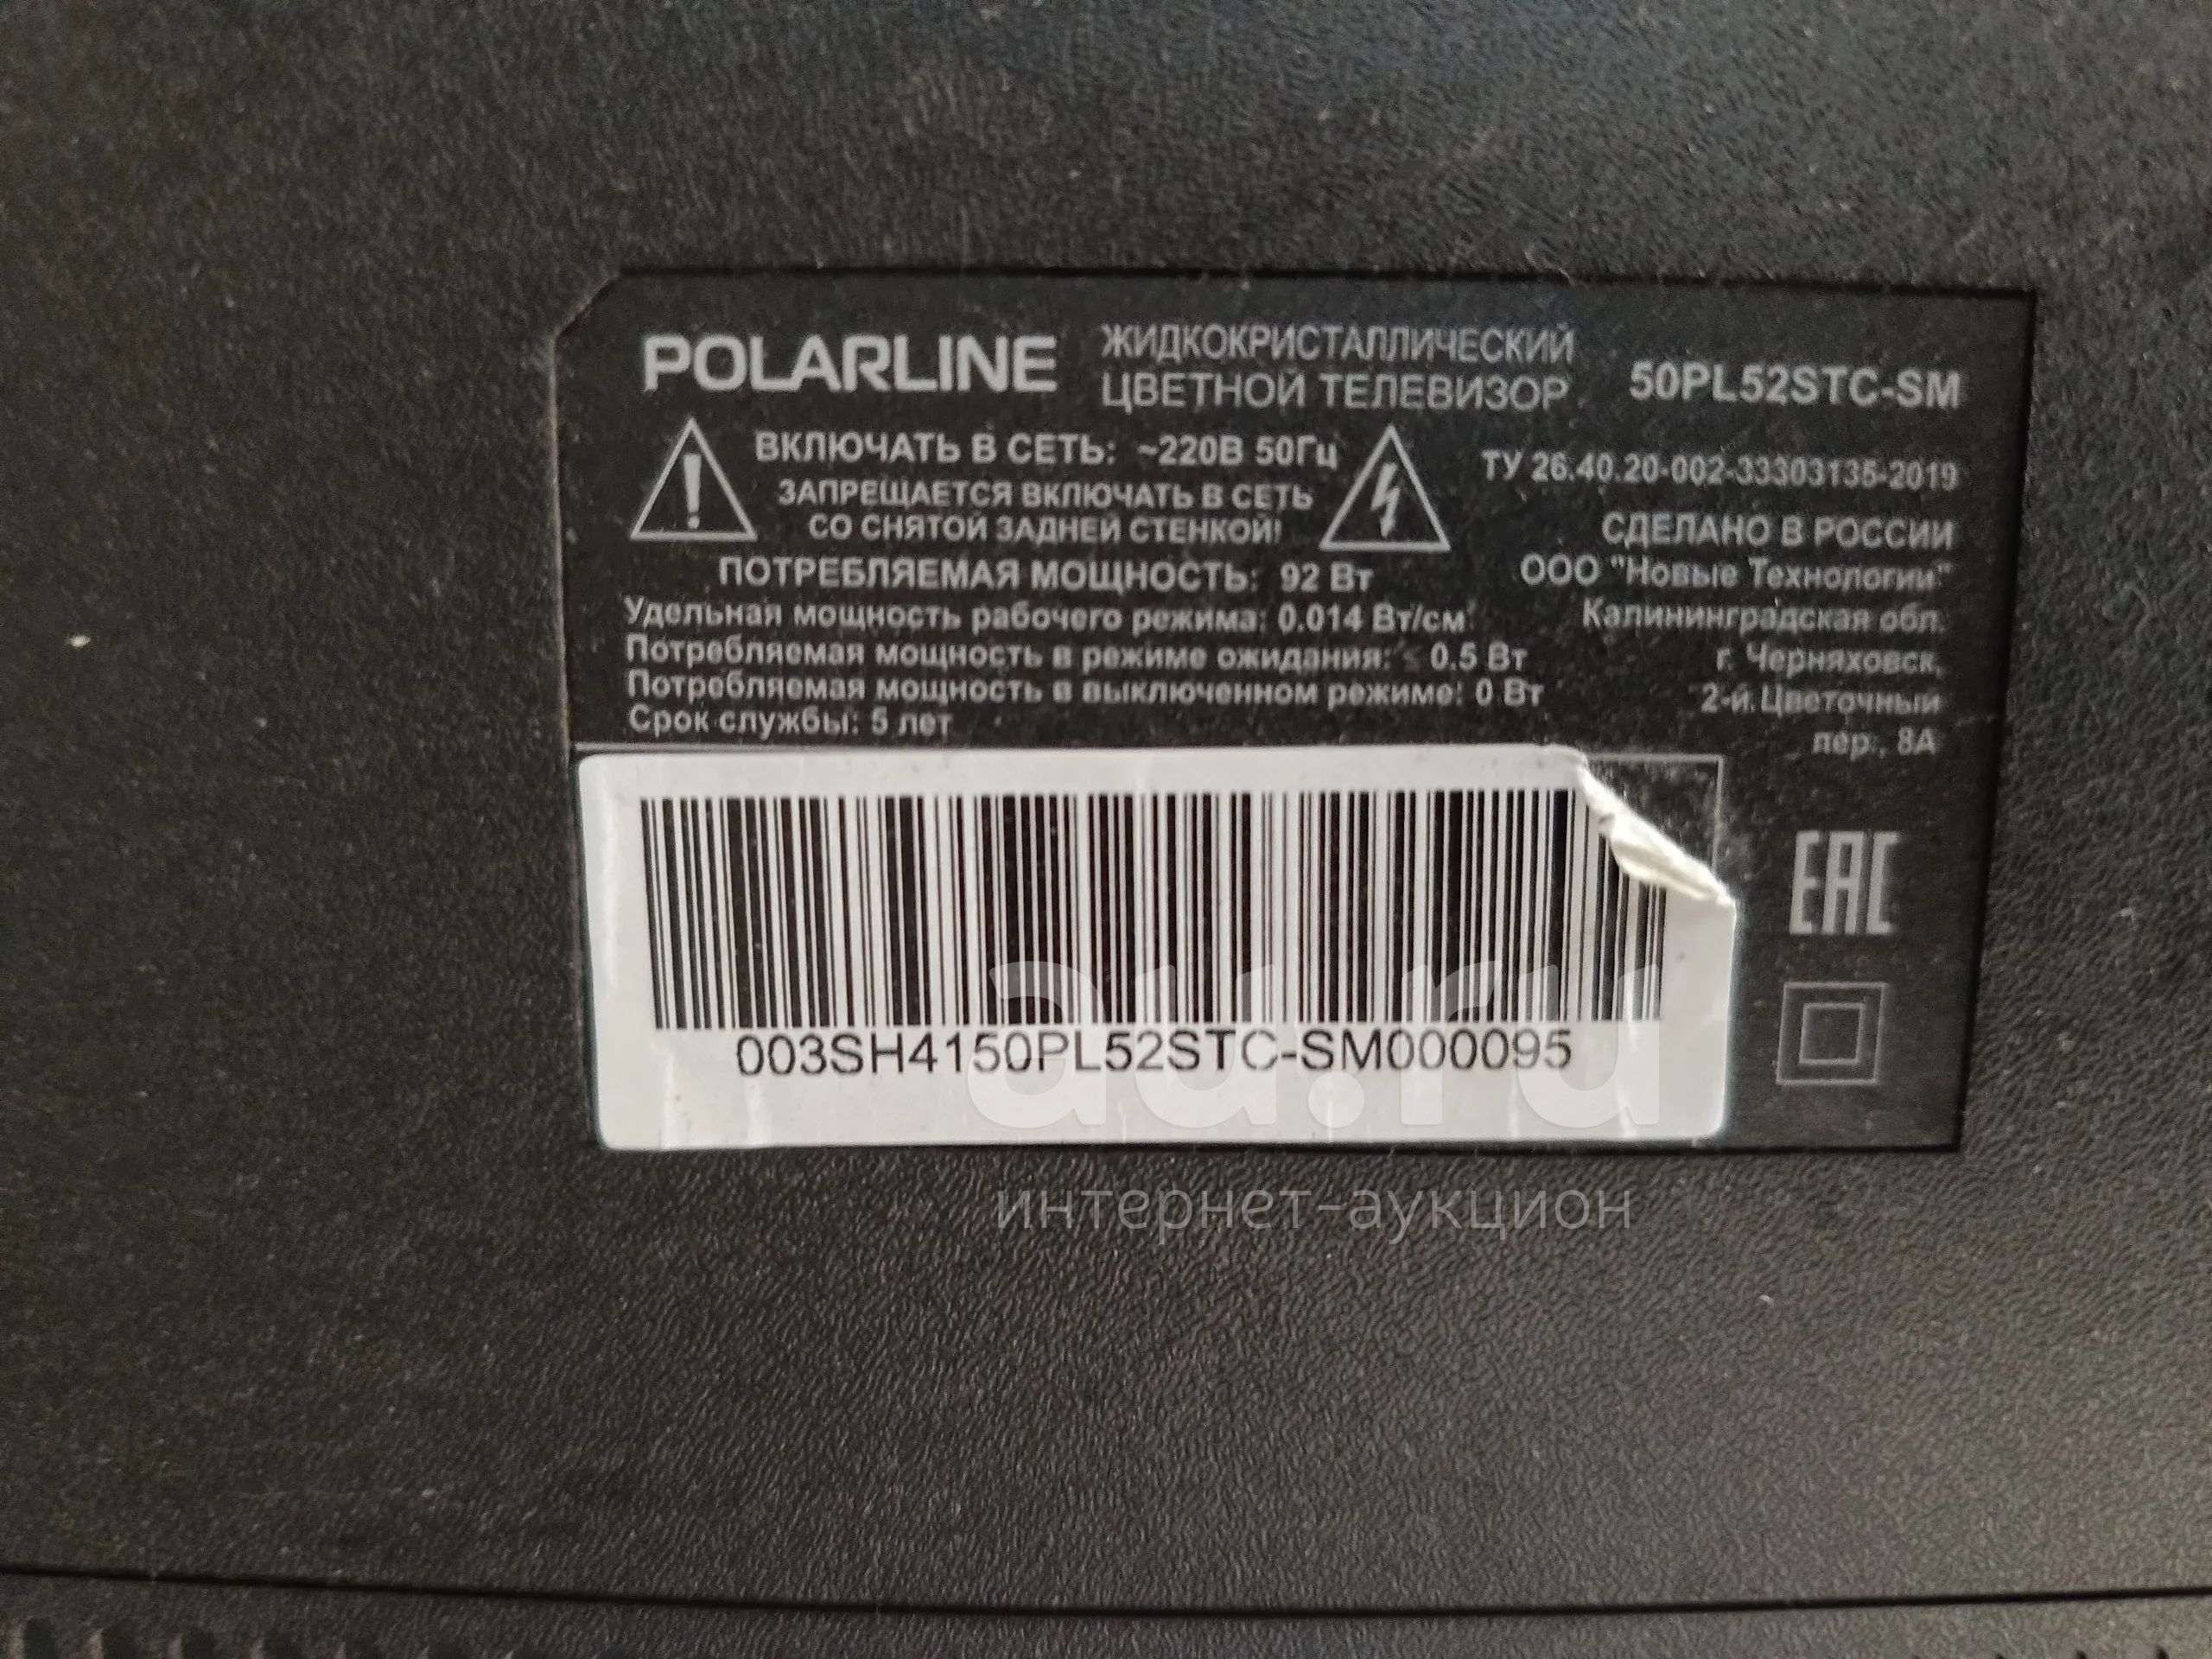 POLARLINE
ЖИДКОКРИСТАЛЛИЧЕСКИЙ
ЦВЕТНОЙ ТЕЛЕВИЗОР
50PL52STC-SM
ВКЛЮЧАТЬ В СЕТЬ: ~220В 50Гц
ЗАПРЕЩАЕТСЯ ВКЛЮЧАТЬ В СЕТЬ
СО СНЯТОЙ ЗАДНЕЙ СТЕНКОЙ!
ПОТРЕБЛЯЕМАЯ МОЩНОСТЬ: 92 Вт
Удельная мощность рабочего режима: 0.014 Вт/см²
Потребляемая мощность в режиме ожидания: < 0.5 Вт
Потребляемая мощность в выключенном режиме: 0 Вт
Срок службы: 5 лет
ТУ 26.40.20-002-33303135-2019
СДЕЛАНО В РОССИИ
ООО "Новые Технологии"
Калининградская обл.
г. Черняховск,
2-й Цветочный
пер., 8А
EAC
003SH4150PL52STC-SM000095
au.ru
интернет-аукцион